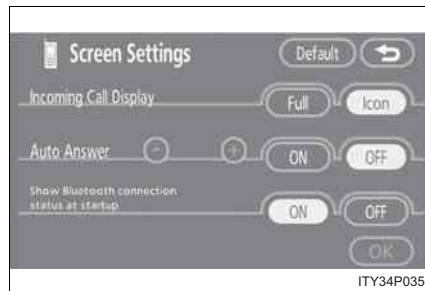 Screen Settings Default
Incoming Call Display Full Icon
Auto Answer - + ON OFF
Show Bluetooth connection
status at startup ON OFF
OK
ITY34P035